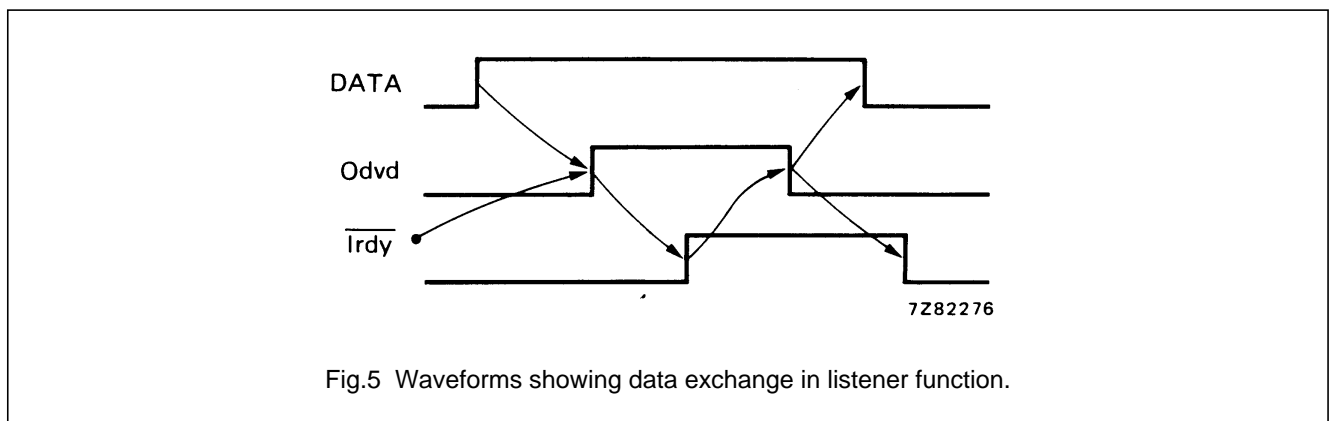 DATA
Odvd
Irdy
7Z82276
Fig.5 Waveforms showing data exchange in listener function.